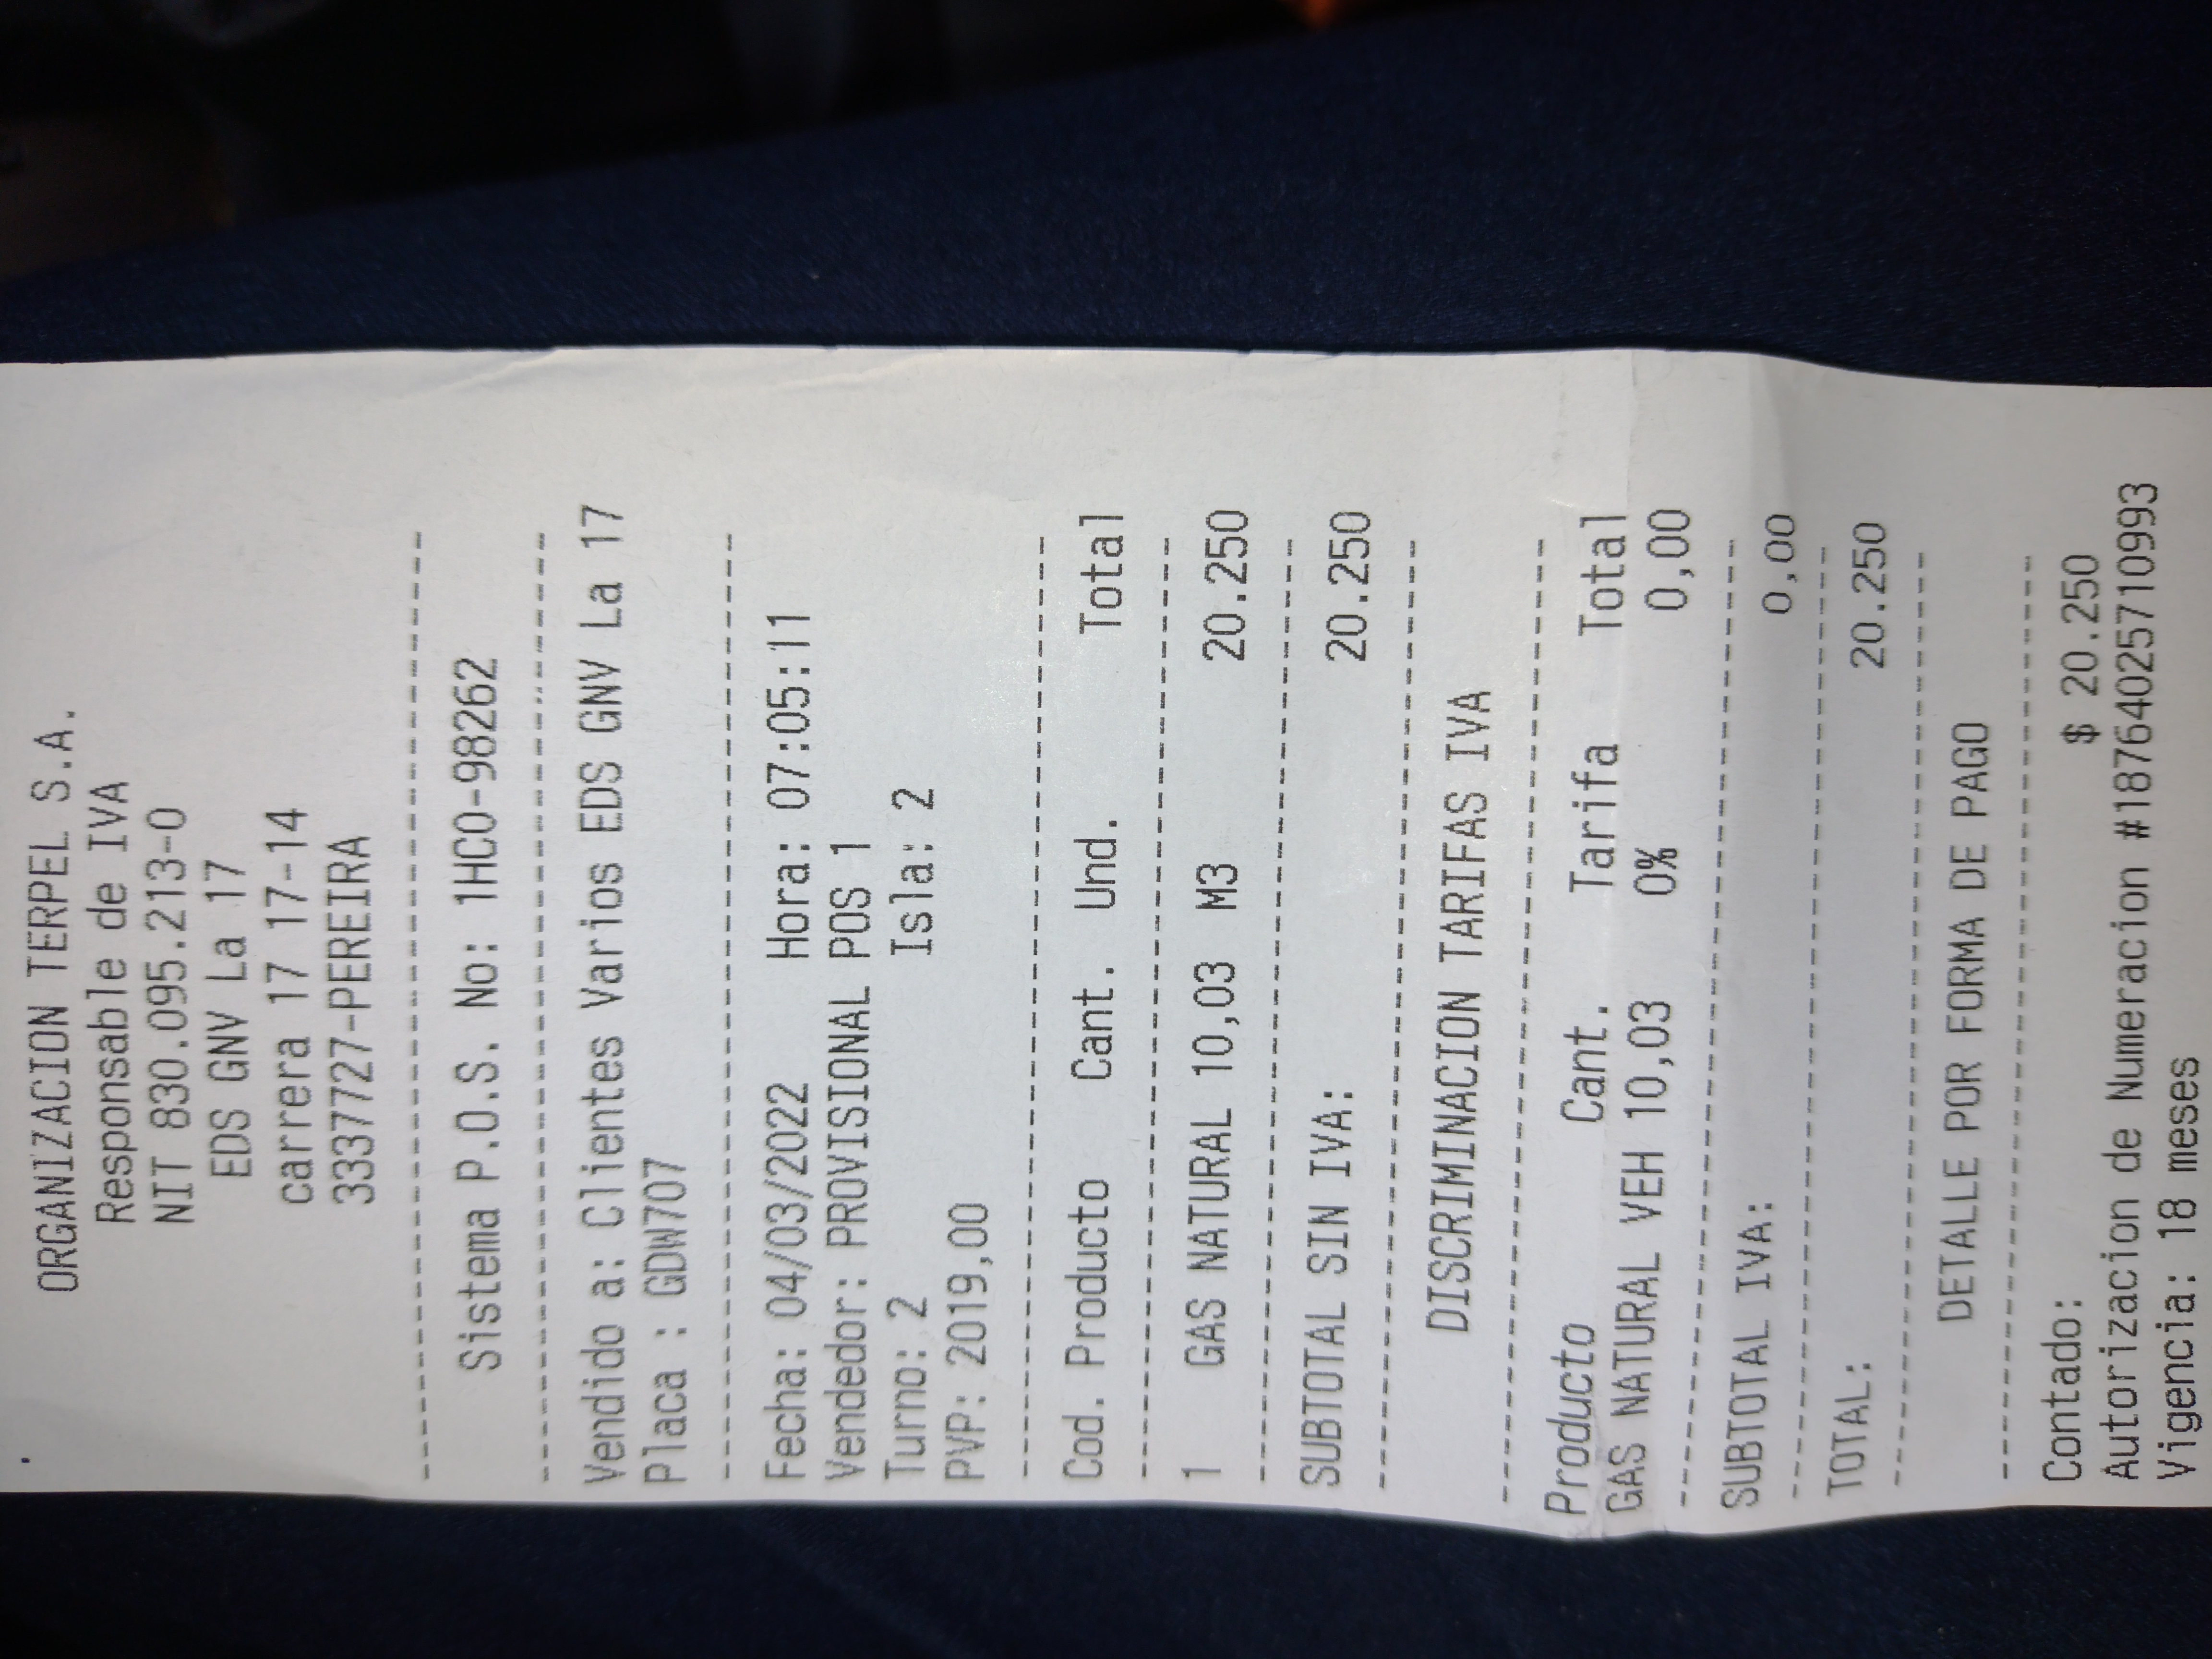 ORGANIZACION TERPEL S.A.
Responsable de IVA
NIT 830.095.213-0
EDS GNV La 17
carrera 17 17-14
3337727-PEREIRA
Sistema P.O.S. No: 1HC0-98262
Vendido a: Clientes Varios EDS GNV La 17
Placa : GDW707
Fecha: 04/03/2022 Hora: 07:05:11
Vendedor: PROVISIONAL POS 1
Turno: 2 Isla: 2
PVP: 2019,00
Cod. Producto Cant. Und. Total
1 GAS NATURAL 10,03 M3 20.250
SUBTOTAL SIN IVA: 20.250
DISCRIMINACION TARIFAS IVA
Producto Cant. Tarifa Total
GAS NATURAL VEH 10,03 0% 0,00
SUBTOTAL IVA: 0,00
TOTAL: 20.250
DETALLE POR FORMA DE PAGO
Contado: $ 20.250
Autorizacion de Numeracion #18764025710993
Vigencia: 18 meses